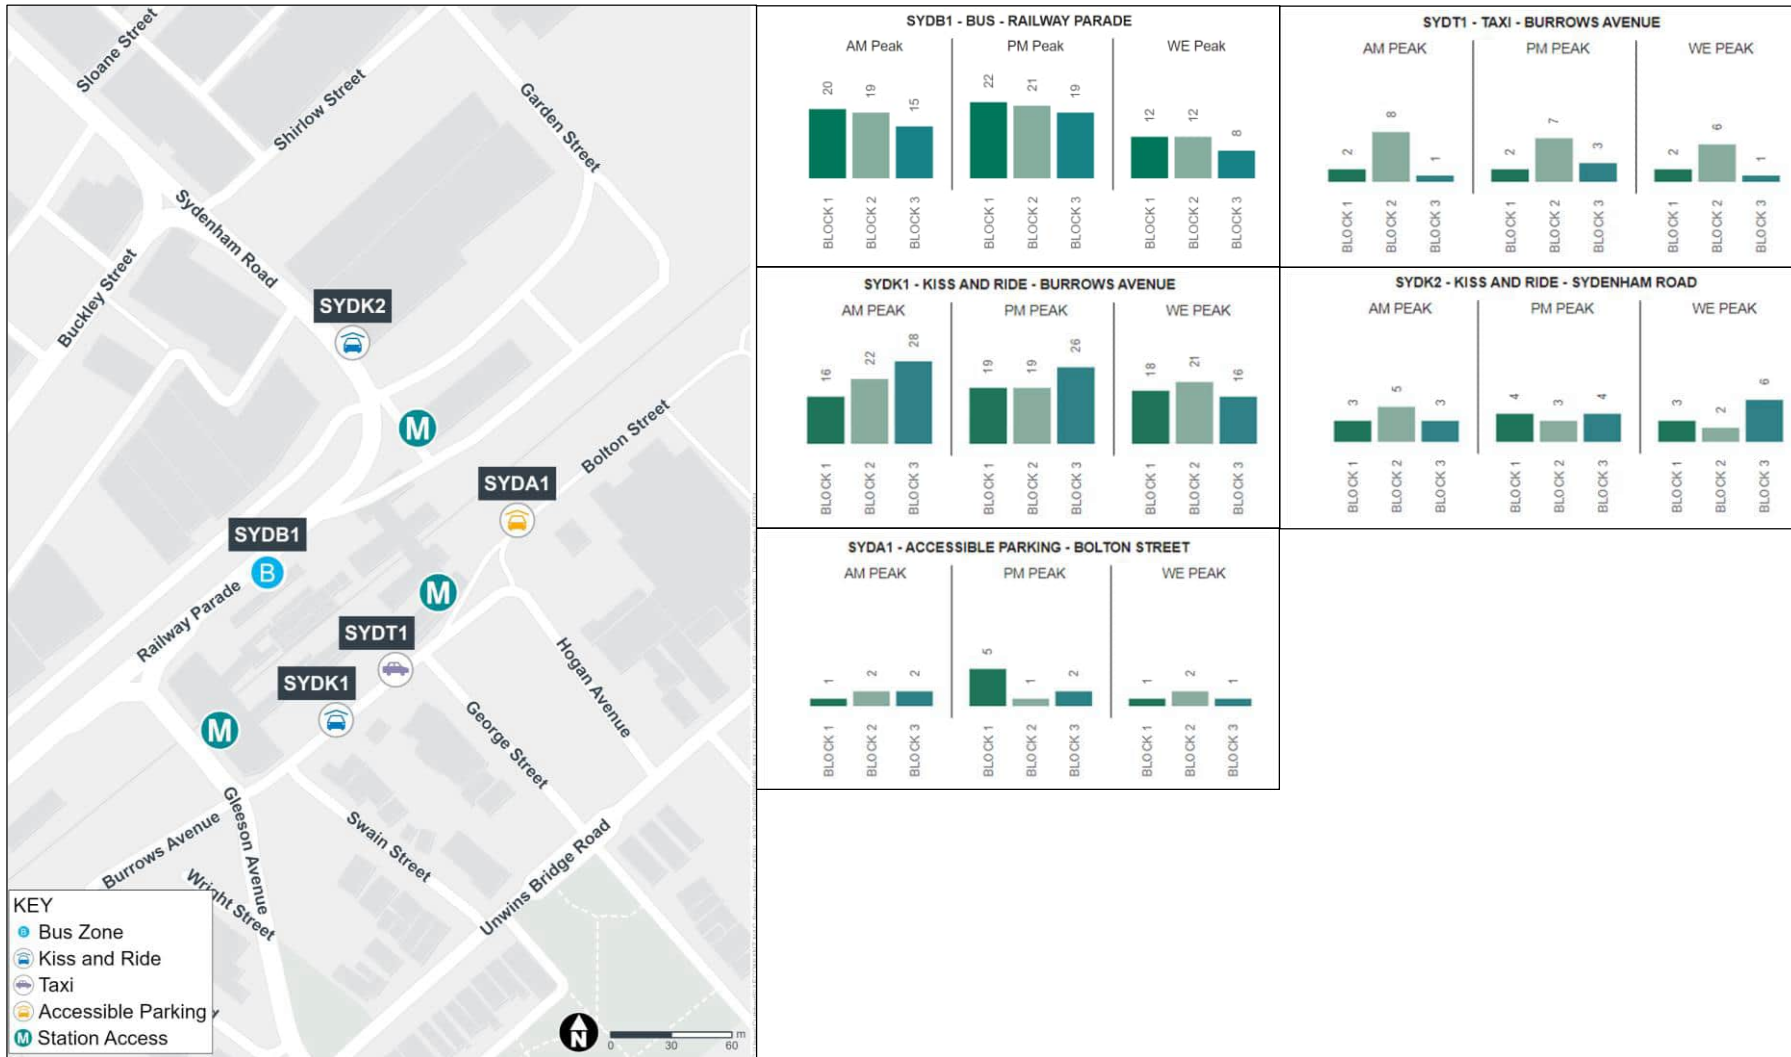 Sloane Street
Shirlow Street
Garden Street
Sydenham Road
Buckley Street
SYDK2
M
Bolton Street
SYDA1
SYDB1
B
M
Railway Parade
SYDT1
SYDK1
Hogan Avenue
M
George Street
Gleeson Avenue
Swain Street
Burrows Avenue
Wright Street
Unwins Bridge Road
KEY
B Bus Zone
Kiss and Ride
Taxi
Accessible Parking
M Station Access
N
0 30 60 m
SYDB1 - BUS - RAILWAY PARADE
AM Peak PM Peak WE Peak
20 19 15 22 21 19 12 12 8
BLOCK 1 BLOCK 2 BLOCK 3 BLOCK 1 BLOCK 2 BLOCK 3 BLOCK 1 BLOCK 2 BLOCK 3
SYDT1 - TAXI - BURROWS AVENUE
AM PEAK PM PEAK WE PEAK
2 8 1 2 7 3 2 6 1
BLOCK 1 BLOCK 2 BLOCK 3 BLOCK 1 BLOCK 2 BLOCK 3 BLOCK 1 BLOCK 2 BLOCK 3
SYDK1 - KISS AND RIDE - BURROWS AVENUE
AM PEAK PM PEAK WE PEAK
16 22 28 19 19 26 18 21 16
BLOCK 1 BLOCK 2 BLOCK 3 BLOCK 1 BLOCK 2 BLOCK 3 BLOCK 1 BLOCK 2 BLOCK 3
SYDK2 - KISS AND RIDE - SYDENHAM ROAD
AM PEAK PM PEAK WE PEAK
3 5 3 4 3 4 3 2 6
BLOCK 1 BLOCK 2 BLOCK 3 BLOCK 1 BLOCK 2 BLOCK 3 BLOCK 1 BLOCK 2 BLOCK 3
SYDA1 - ACCESSIBLE PARKING - BOLTON STREET
AM PEAK PM PEAK WE PEAK
1 2 2 5 1 2 1 2 1
BLOCK 1 BLOCK 2 BLOCK 3 BLOCK 1 BLOCK 2 BLOCK 3 BLOCK 1 BLOCK 2 BLOCK 3